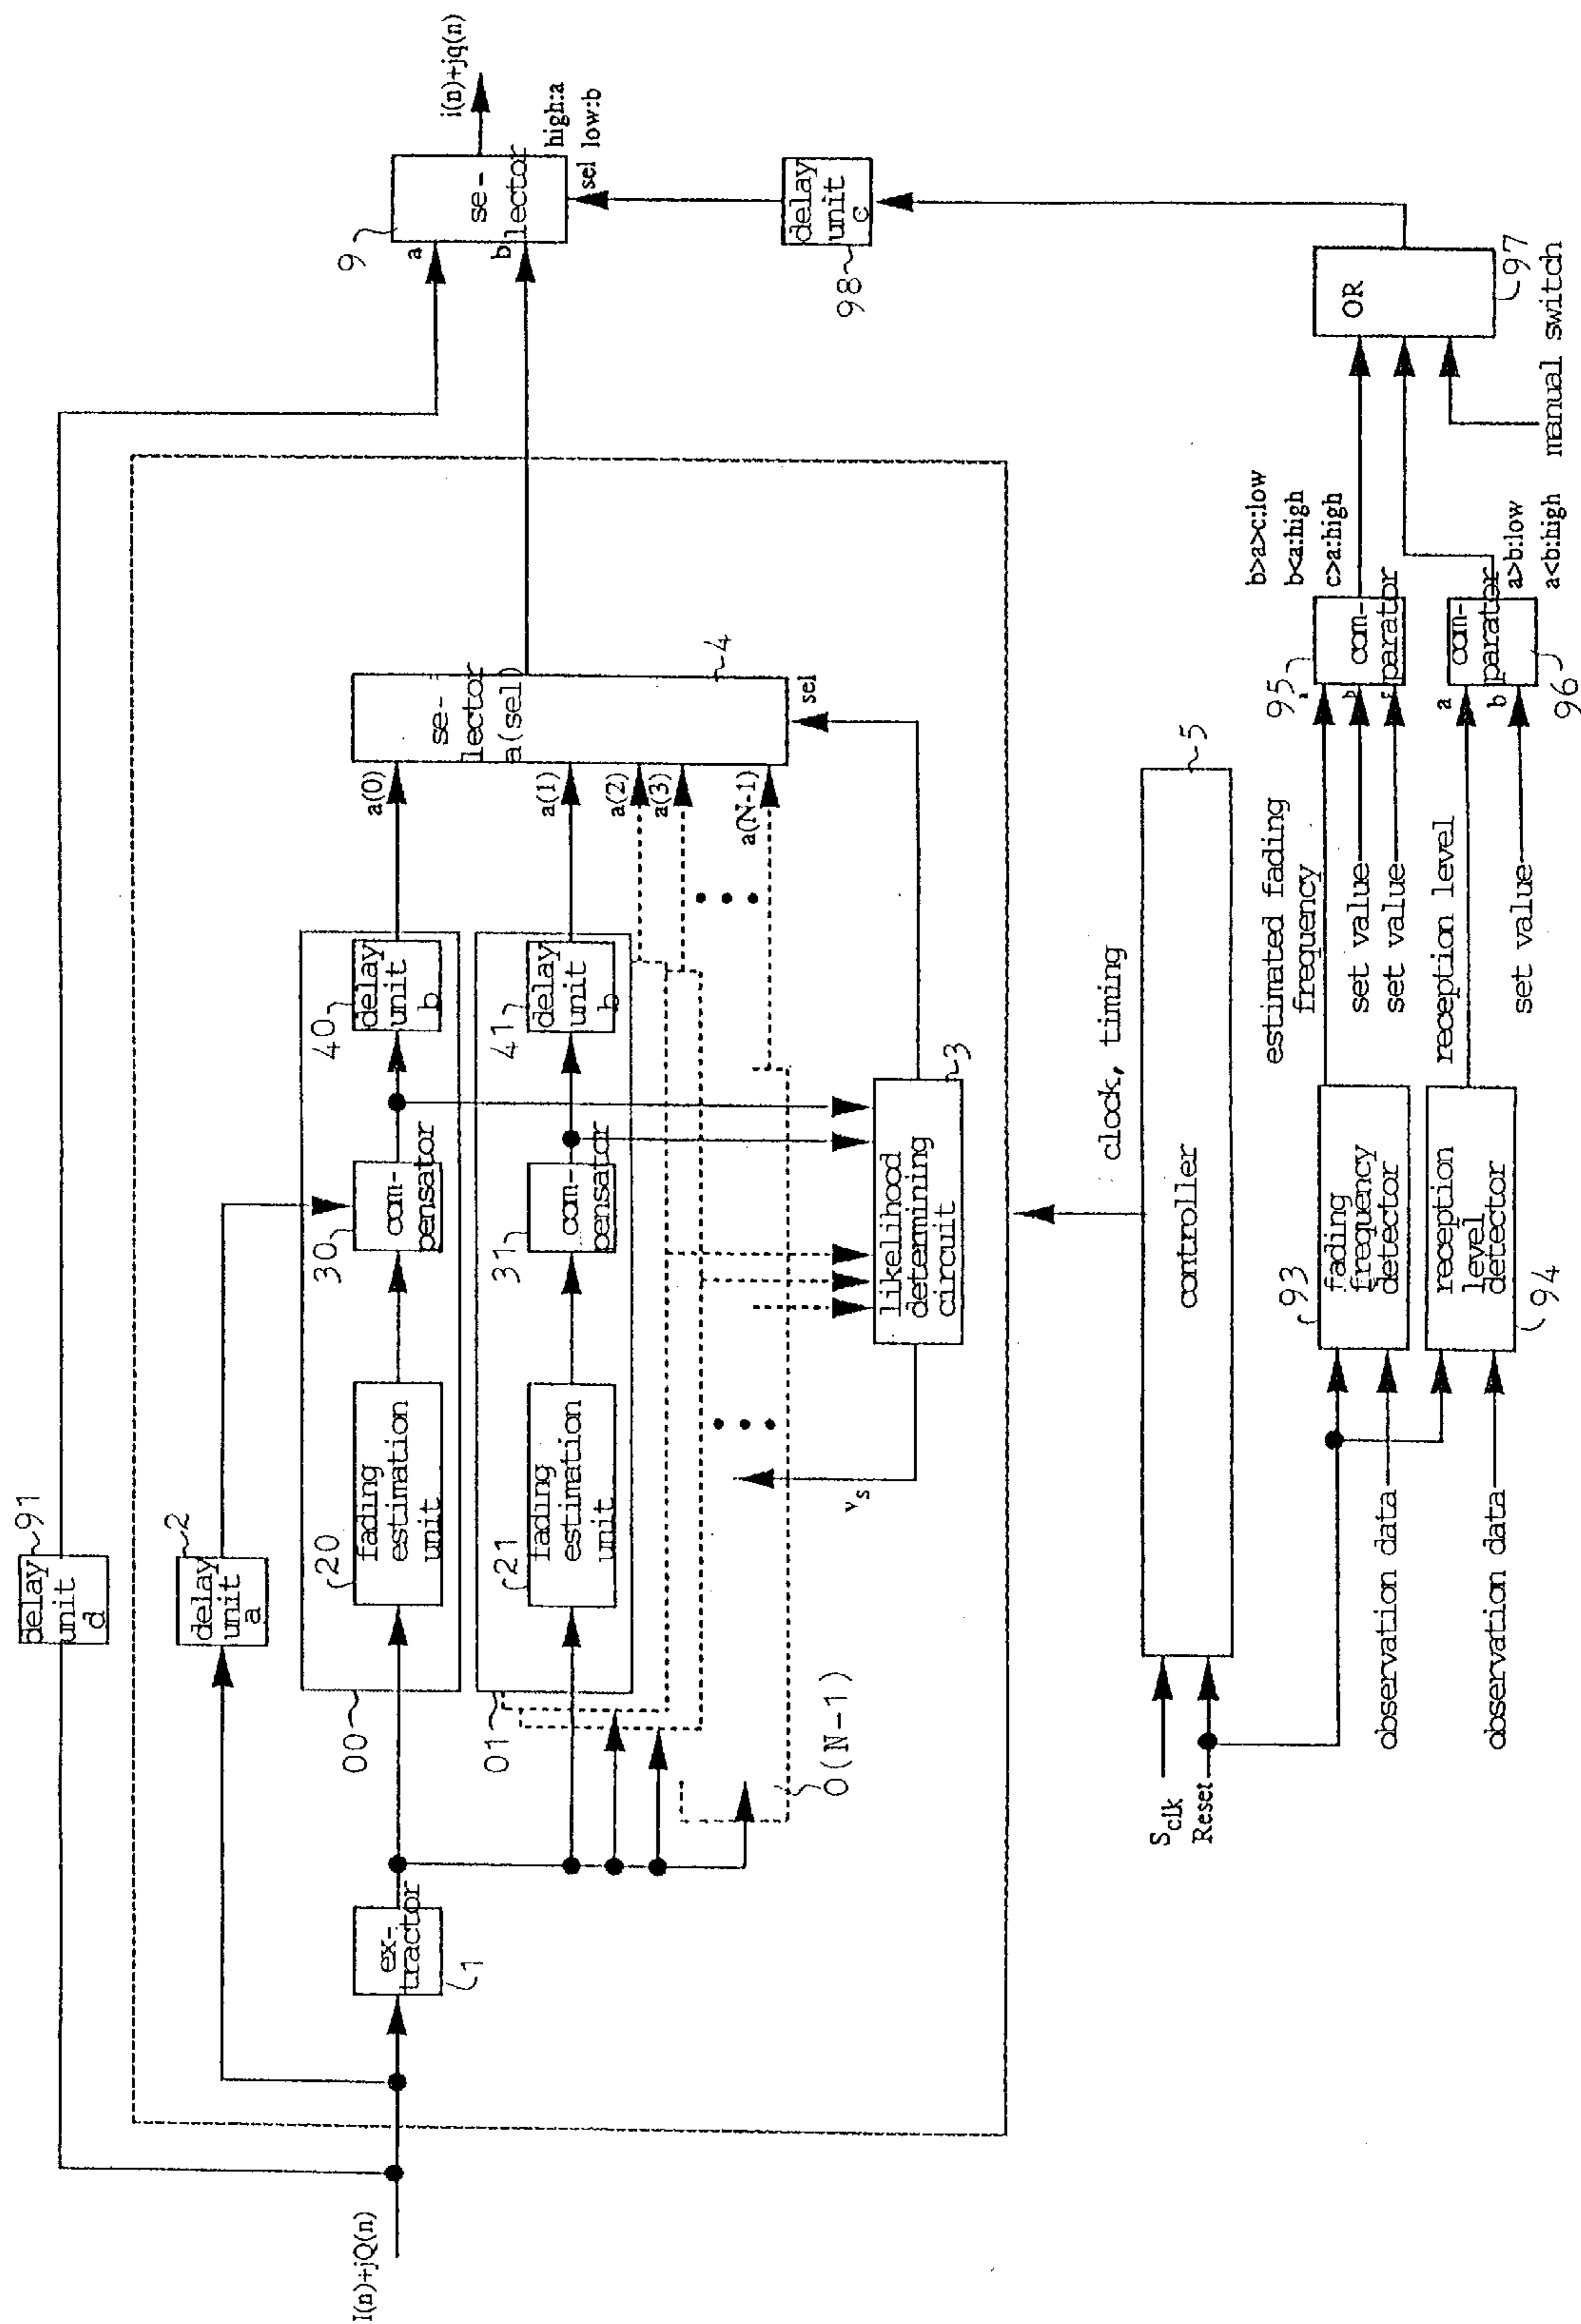 I(n)+jQ(n)
delay
unit
d
91
delay
unit
a
2
ex-
tractor
1
00
20
fading
estimation
unit
30
com-
pensator
40
delay
unit
b
a(0)
01
21
fading
estimation
unit
31
com-
pensator
41
delay
unit
b
a(1)
a(2)
a(3)
a(N-1)
0(N-1)
se-
lector
a(sel)
4
sel
likelihood
determining
circuit
3
vs
9
a
b
se-
lector
sel
high:a
low:b
i(n)+jq(n)
delay
unit
c
98
Sclk
Reset
controller
5
clock, timing
93
fading
frequency
detector
observation data
reception
level
detector
94
observation data
estimated fading
frequency
set value
set value
reception level
set value
95
a
b
c
com-
parator
b>a>c:low
b<a:high
c>a:high
a
b
com-
parator
96
a>b:low
a<b:high
OR
97
manual switch